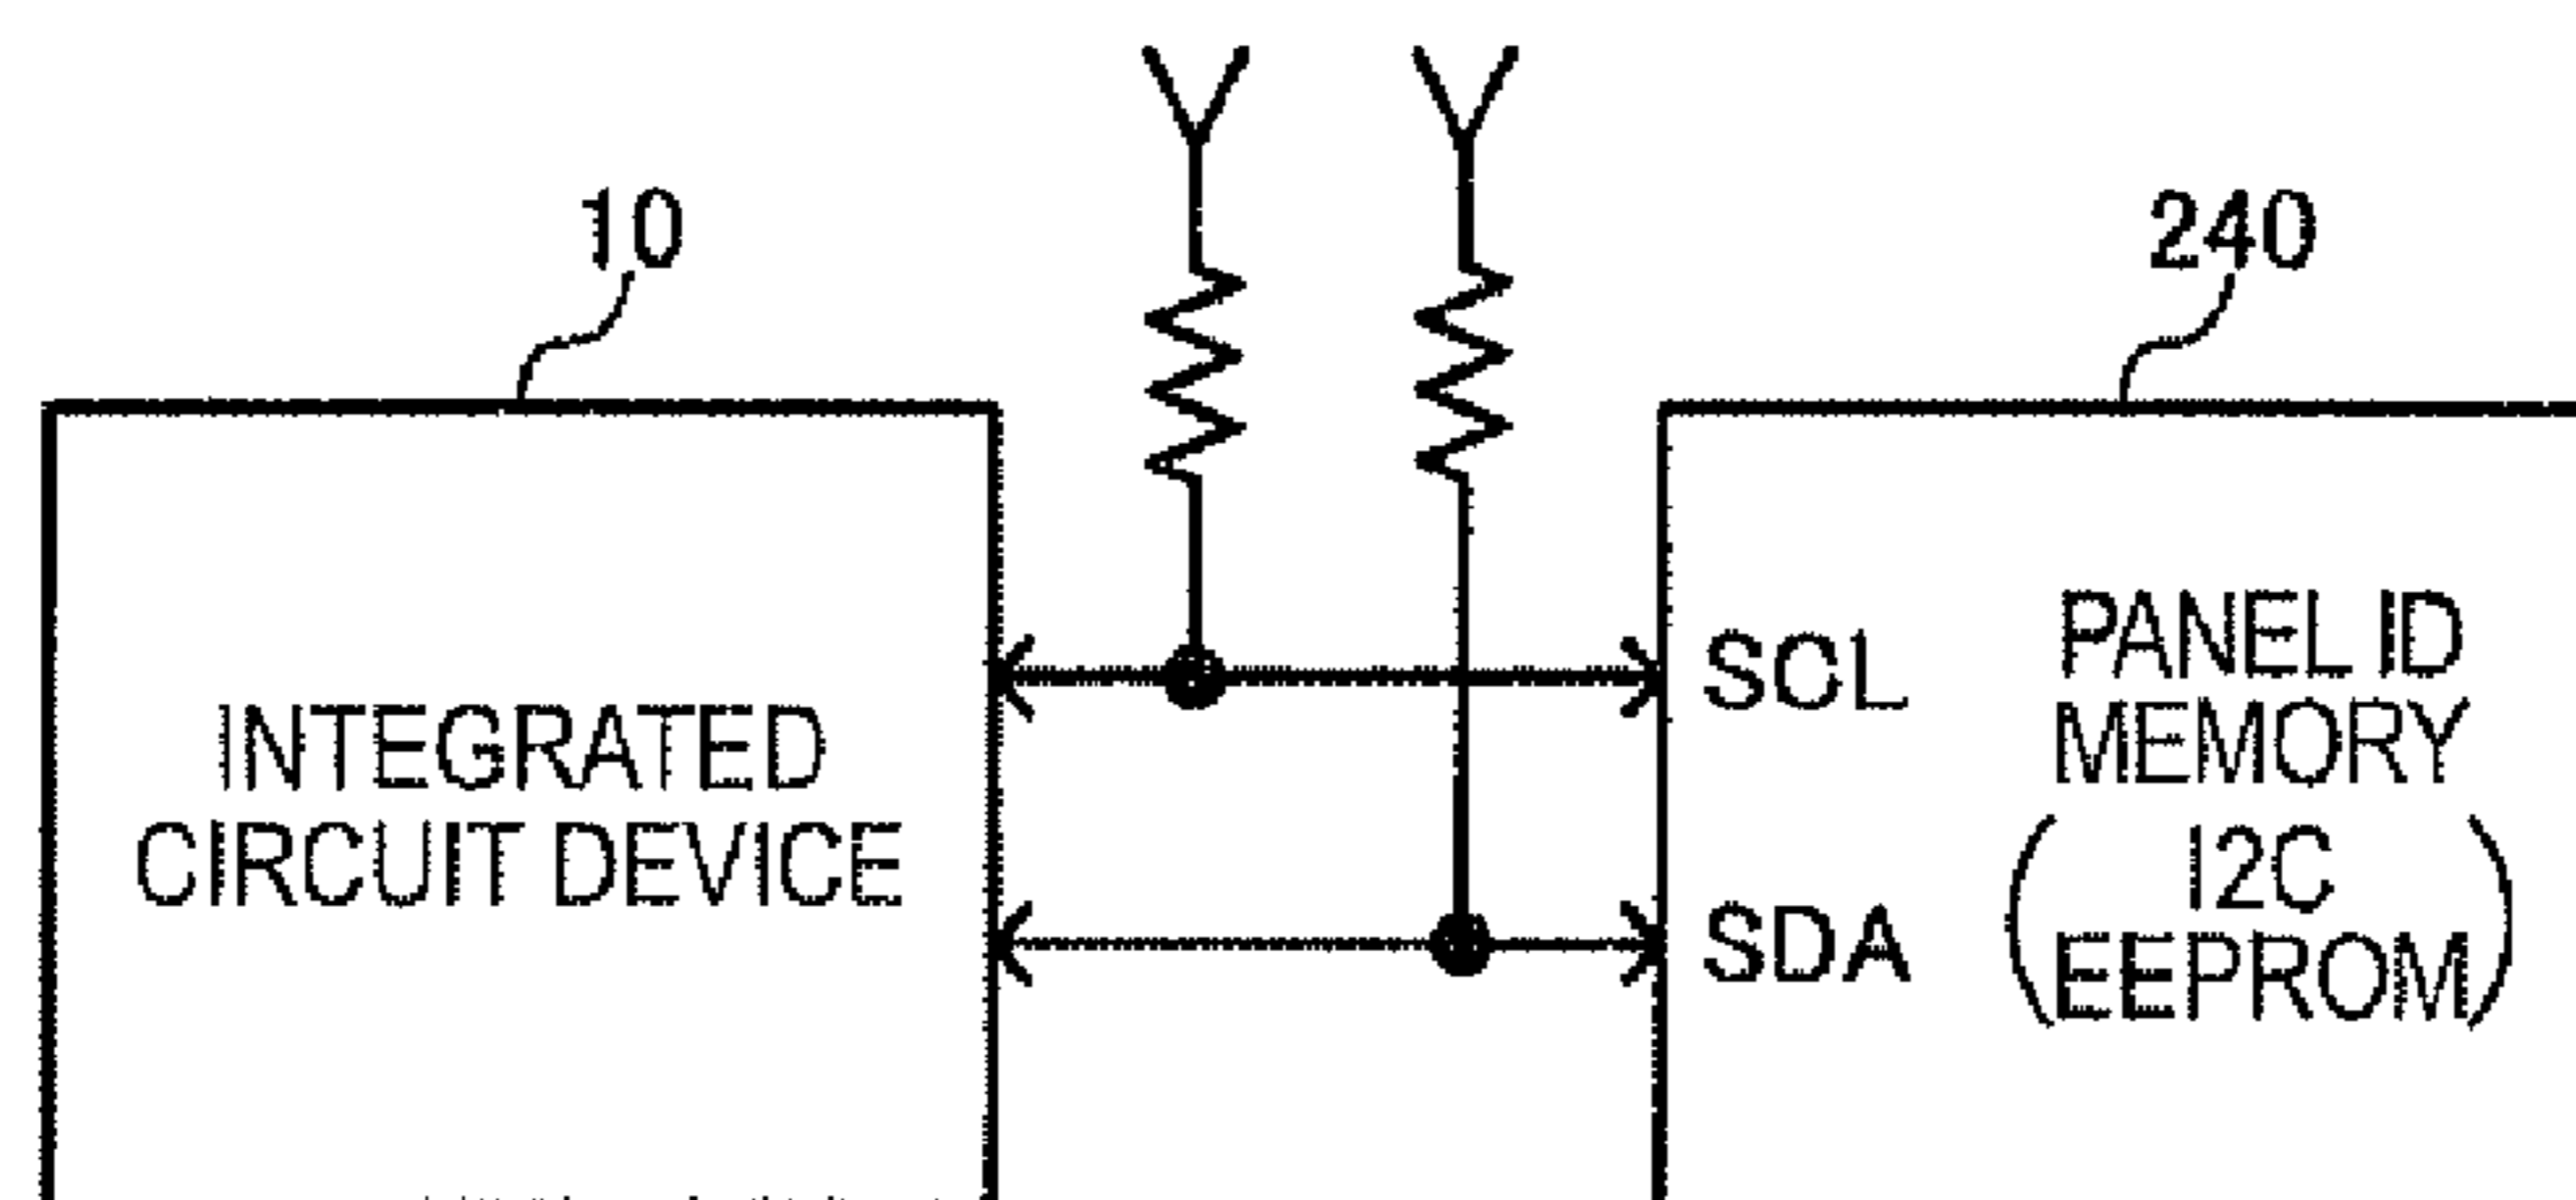 10
240
INTEGRATED
CIRCUIT DEVICE
SCL
SDA
PANEL ID
MEMORY
(I2C
EEPROM)